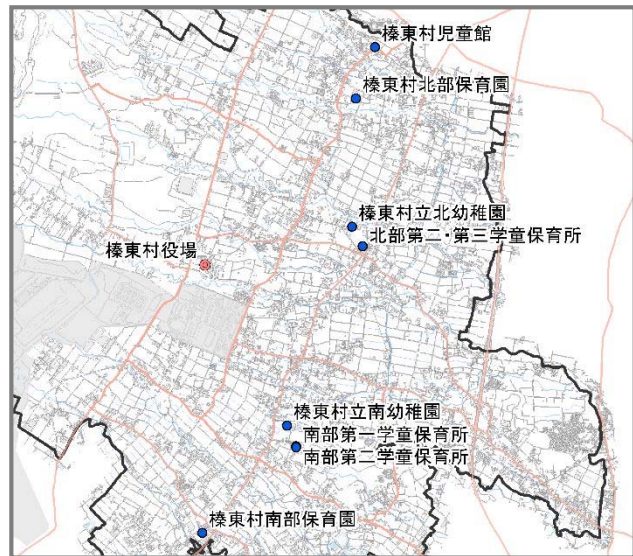 榛東村児童館
榛東村北部保育園
榛東村立北幼稚園
北部第二・第三学童保育所
榛東村役場
榛東村立南幼稚園
南部第一学童保育所
南部第二学童保育所
榛東村南部保育園